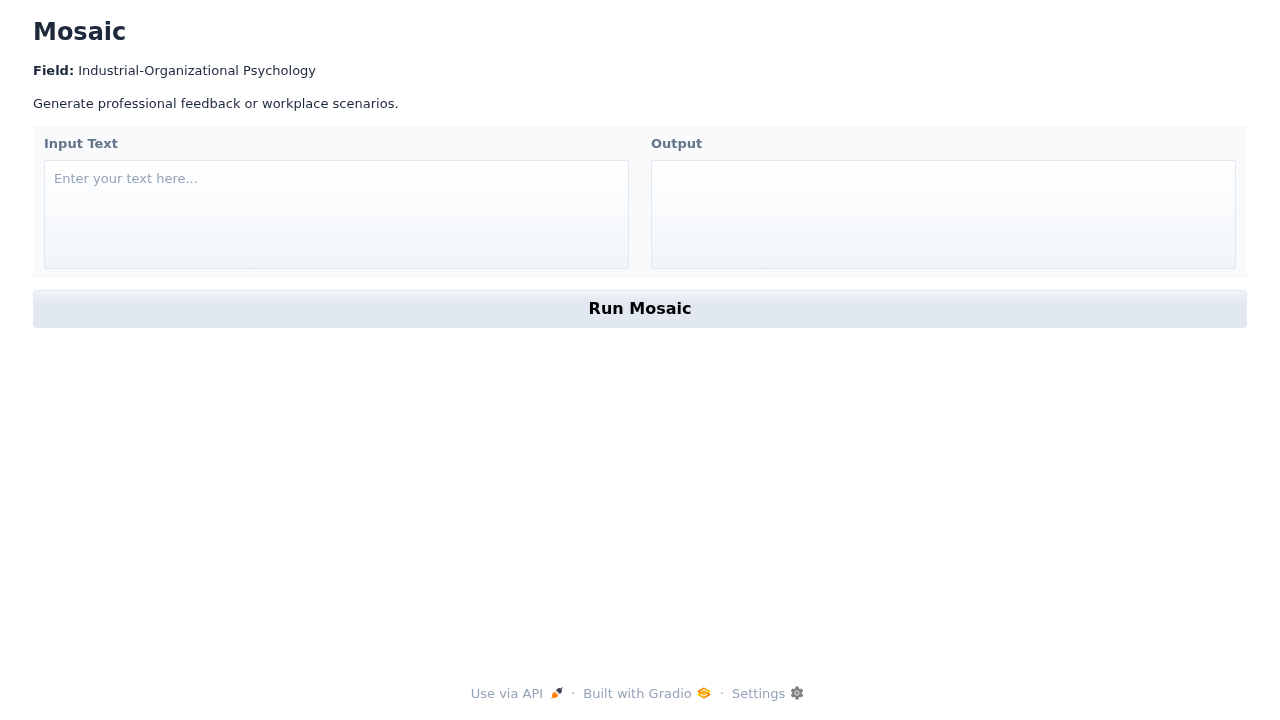 Mosaic
Field: Industrial-Organizational Psychology
Generate professional feedback or workplace scenarios.
Input Text
Enter your text here...
Output
Run Mosaic
Use via API · Built with Gradio · Settings